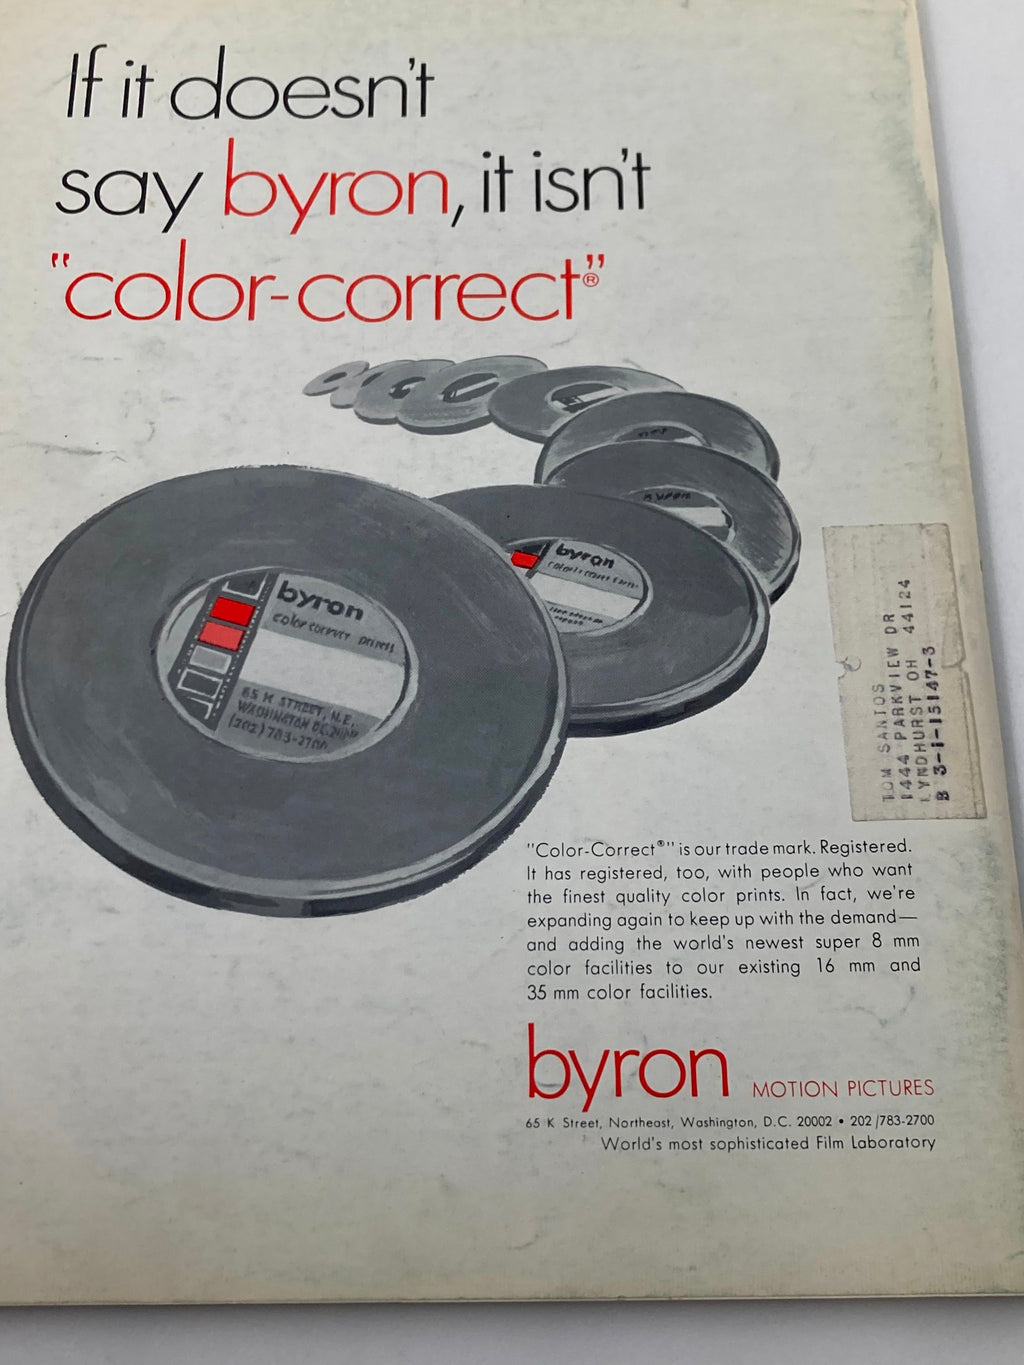 If it doesn't
say byron, it isn't
"color-correct"®
byron
color correct prints
65 K STREET, N.E.
WASHINGTON DC
(202) 783-2700
byron
TOM SANTOS
1444 PARKVIEW DR
LYNDHURST OH 44124
B 3-1-15147-3
"Color-Correct®" is our trade mark. Registered.
It has registered, too, with people who want
the finest quality color prints. In fact, we're
expanding again to keep up with the demand—
and adding the world's newest super 8 mm
color facilities to our existing 16 mm and
35 mm color facilities.
byron MOTION PICTURES
65 K Street, Northeast, Washington, D.C. 20002 • 202/783-2700
World's most sophisticated Film Laboratory